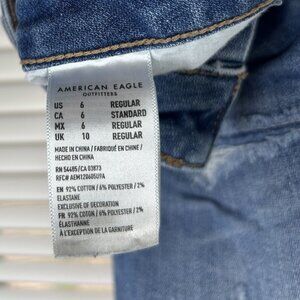 AMERICAN EAGLE
OUTFITTERS
US 6 REGULAR
CA 6 STANDARD
MX 6 REGULAR
UK 10 REGULAR
MADE IN CHINA / FABRIQUÉ EN CHINE /
HECHO EN CHINA
RN 54485/CA 03873
RFC# AEM120605U9A
EN 92% COTTON / 6% POLYESTER / 2%
ELASTANE
EXCLUSIVE OF DECORATION
FR 92% COTON / 6% POLYESTER / 2%
ÉLASTHANNE
À L'EXCEPTION DE LA GARNITURE